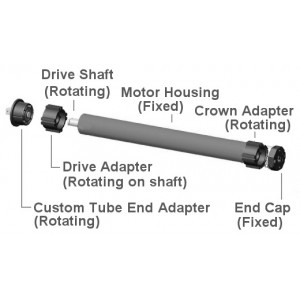 Drive Shaft
(Rotating)
Motor Housing
(Fixed)
Crown Adapter
(Rotating)
Drive Adapter
(Rotating on shaft)
Custom Tube End Adapter
(Rotating)
End Cap
(Fixed)